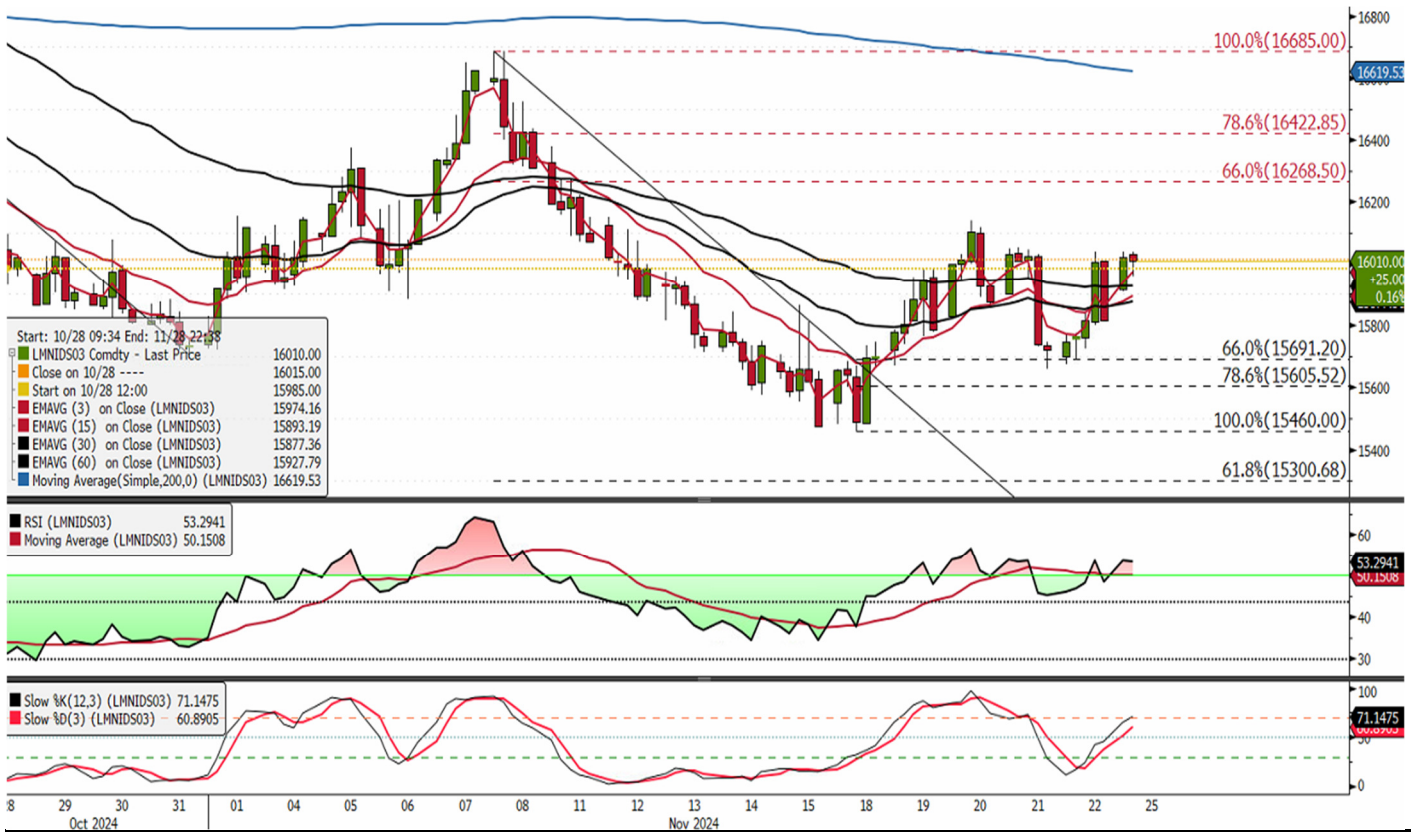 16800
100.0%(16685.00)
16619.53
78.6%(16422.85)
16400
66.0%(16268.50)
16200
16010.00
+25.00
0.16%
15800
66.0%(15691.20)
78.6%(15605.52)
15600
100.0%(15460.00)
15400
61.8%(15300.68)
Start: 10/28 09:34 End: 11/28 22:38
LMNIDS03 Comdty - Last Price 16010.00
Close on 10/28 ---- 16015.00
Start on 10/28 12:00 15985.00
EMAVG (3) on Close (LMNIDS03) 15974.16
EMAVG (15) on Close (LMNIDS03) 15893.19
EMAVG (30) on Close (LMNIDS03) 15877.36
EMAVG (60) on Close (LMNIDS03) 15927.79
Moving Average(Simple,200,0) (LMNIDS03) 16619.53
RSI (LMNIDS03) 53.2941
Moving Average (LMNIDS03) 50.1508
60
53.2941
50.1508
40
30
Slow %K(12,3) (LMNIDS03) 71.1475
Slow %D(3) (LMNIDS03) 60.8905
100
71.1475
60.8905
50
0
28 29 30 31 01 04 05 06 07 08 11 12 13 14 15 18 19 20 21 22 25
Oct 2024 Nov 2024